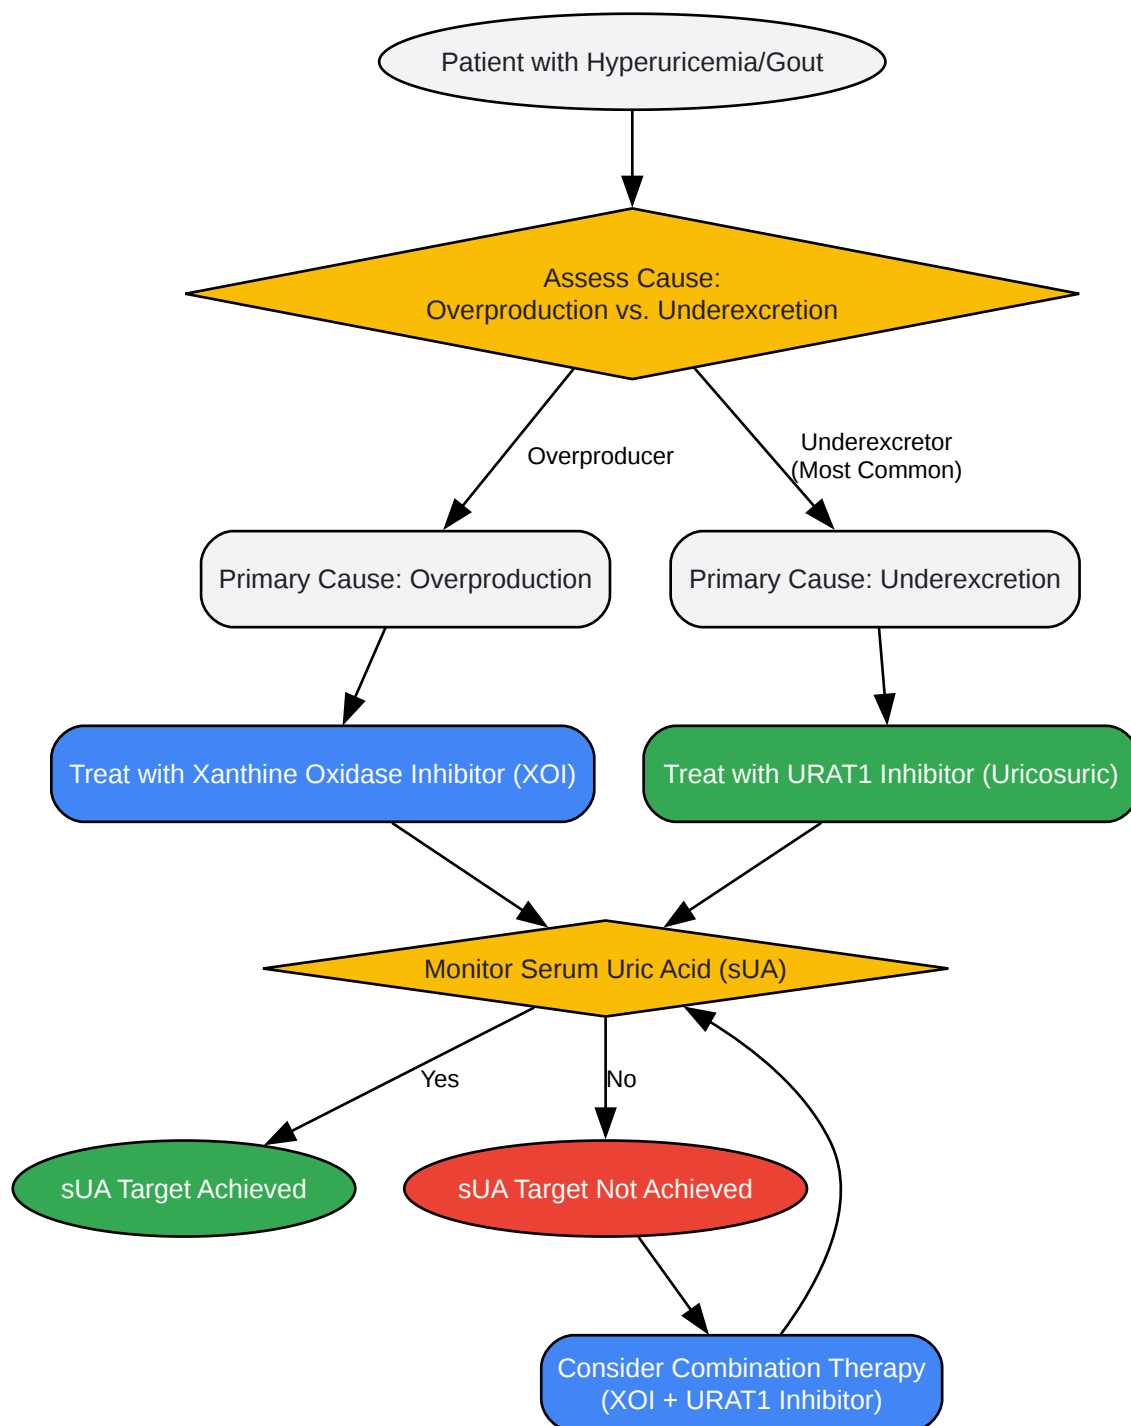 Patient with Hyperuricemia/Gout
Assess Cause:
Overproduction vs. Underexcretion
Overproducer
Underexcretor
(Most Common)
Primary Cause: Overproduction
Primary Cause: Underexcretion
Treat with Xanthine Oxidase Inhibitor (XOI)
Treat with URAT1 Inhibitor (Uricosuric)
Monitor Serum Uric Acid (sUA)
Yes
No
sUA Target Achieved
sUA Target Not Achieved
Consider Combination Therapy
(XOI + URAT1 Inhibitor)